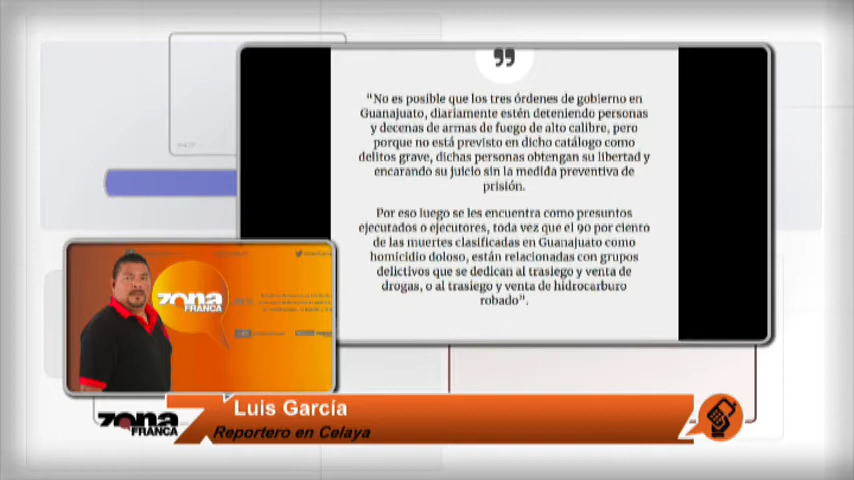 ”
“No es posible que los tres órdenes de gobierno en
Guanajuato, diariamente estén deteniendo personas
y decenas de armas de fuego de alto calibre, pero
porque no está previsto en dicho catálogo como
delitos grave, dichas personas obtengan su libertad y
encarando su juicio sin la medida preventiva de
prisión.
Por eso luego se les encuentra como presuntos
ejecutados o ejecutores, toda vez que el 90 por ciento
de las muertes clasificadas en Guanajuato como
homicidio doloso, están relacionadas con grupos
delictivos que se dedican al trasiego y venta de
drogas, o al trasiego y venta de hidrocarburo
robado”.
zona
FRANCA
Luis García
Reportero en Celaya
zona
FRANCA